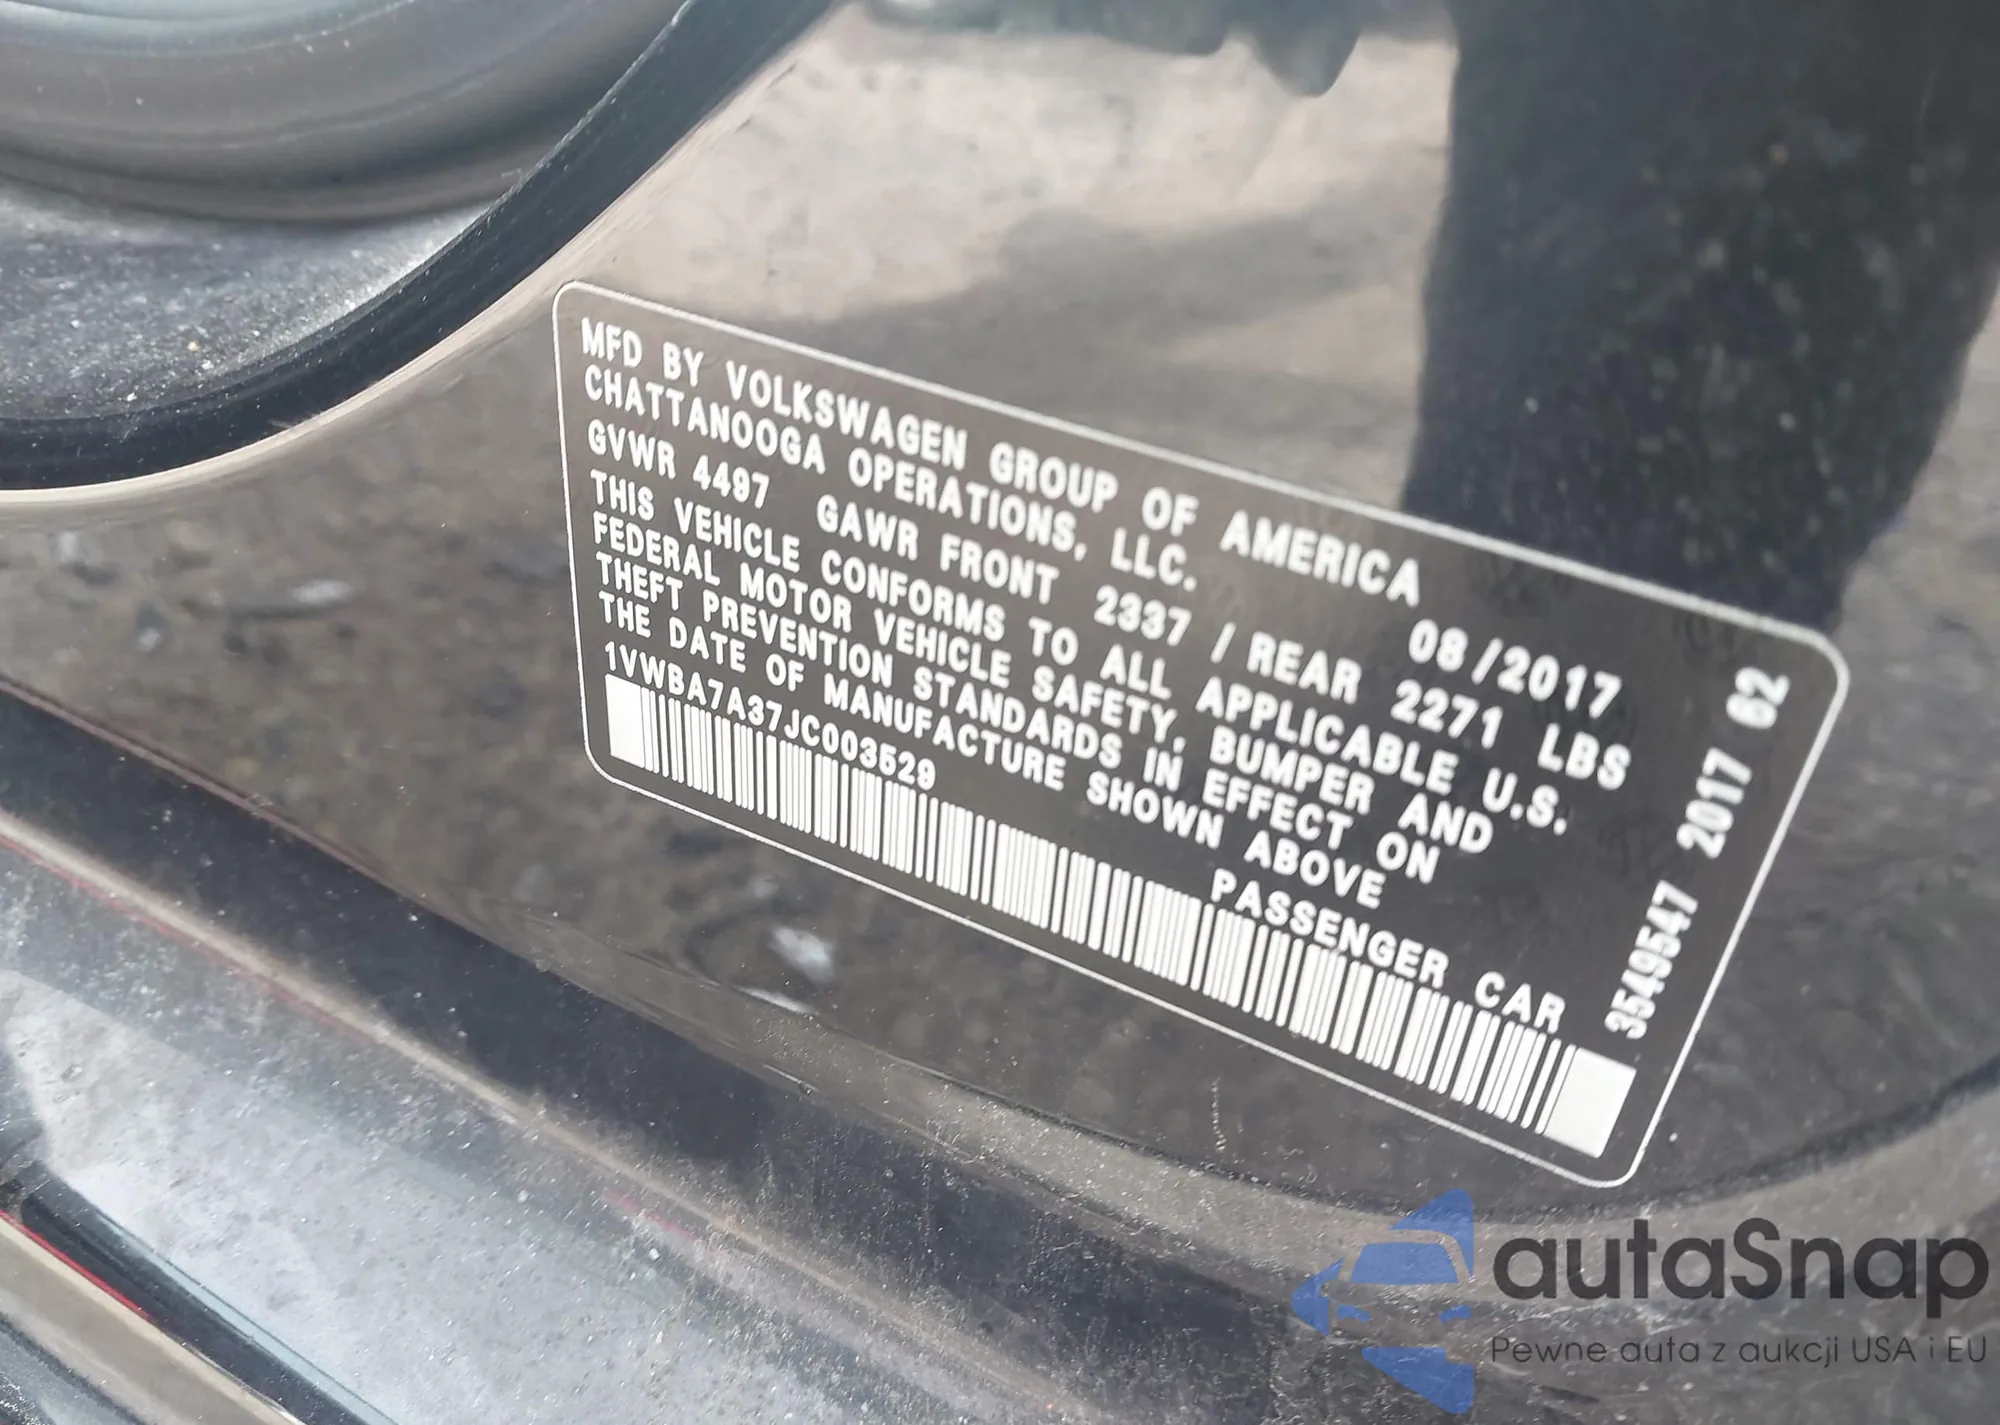 MFD BY VOLKSWAGEN GROUP OF AMERICA
CHATTANOOGA OPERATIONS, LLC. 08/2017
GVWR 4497 GAWR FRONT 2337 / REAR 2271 LBS
THIS VEHICLE CONFORMS TO ALL APPLICABLE U.S.
FEDERAL MOTOR VEHICLE SAFETY, BUMPER AND
THEFT PREVENTION STANDARDS IN EFFECT ON
THE DATE OF MANUFACTURE SHOWN ABOVE
1VWBA7A37JC003529 PASSENGER CAR
3549547 2017 62
autaSnap
Pewne auta z aukcji USA i EU